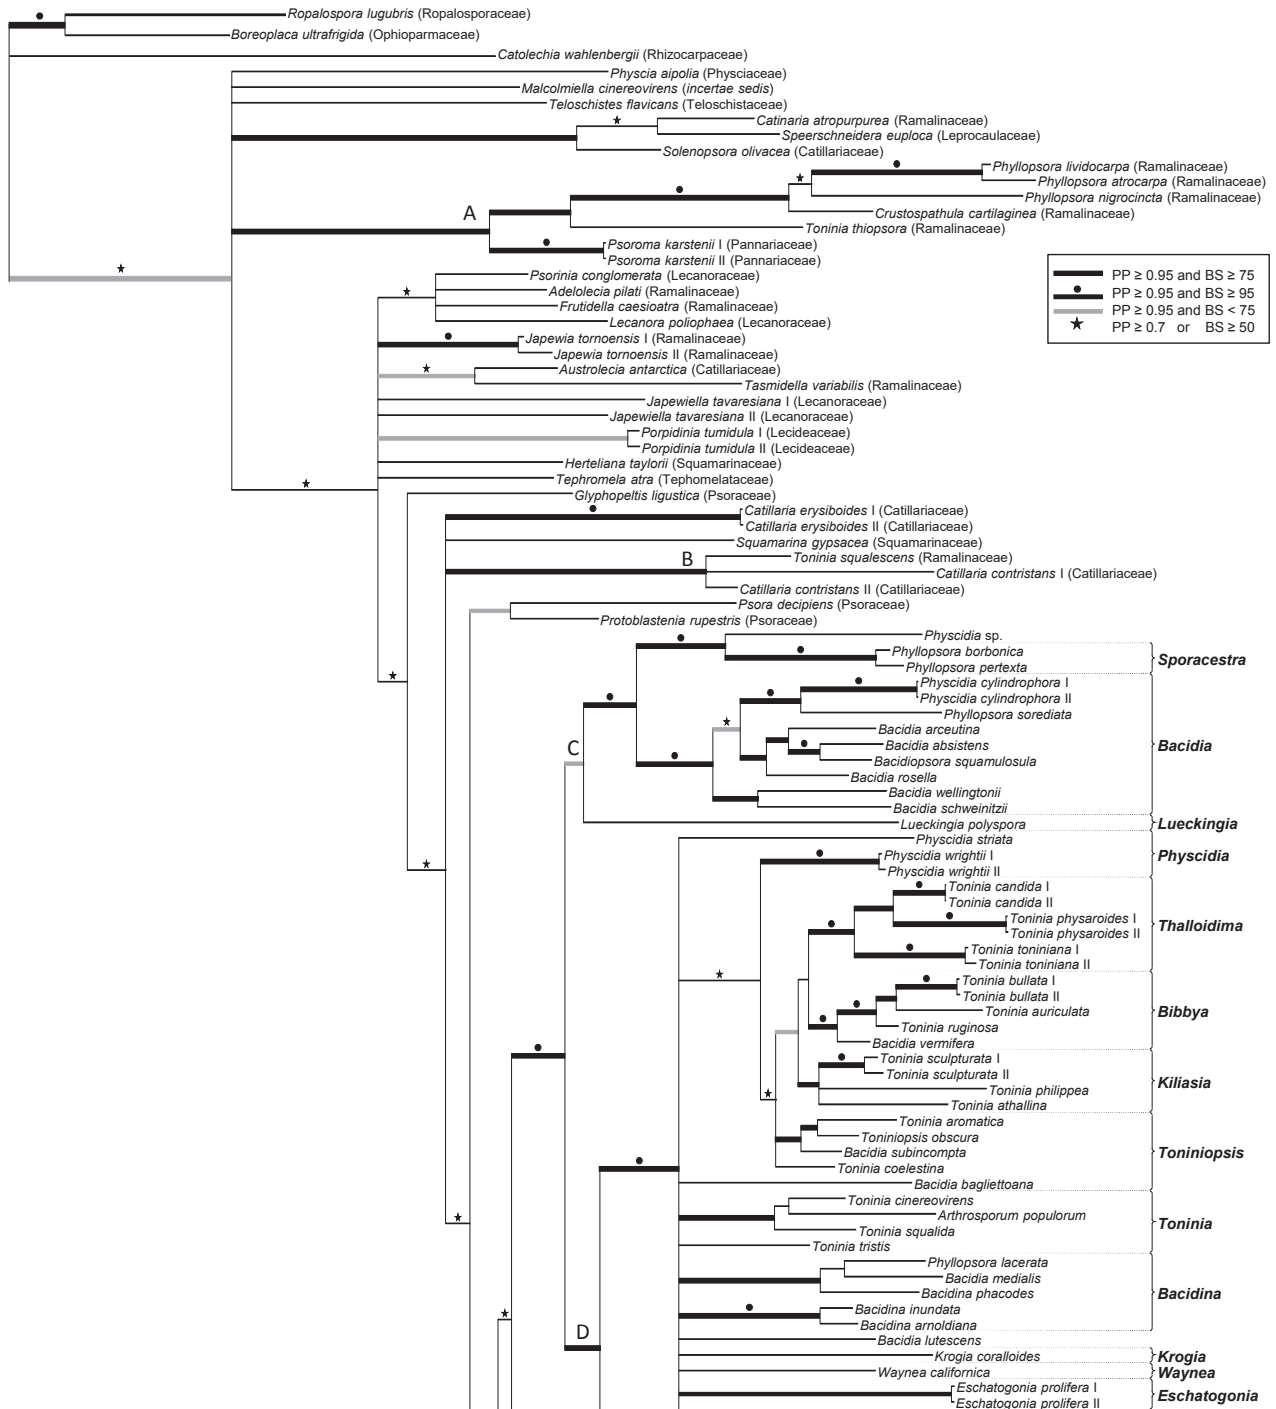 Ropalospora lugubris (Ropalosporaceae)
Boreoplaca ultrafrigida (Ophioparmaceae)
Catolechia wahlenbergii (Rhizocarpaceae)
Physcia aipolia (Physciaceae)
Malcolmiella cinereovirens (incertae sedis)
Teloschistes flavicans (Teloschistaceae)
Catinaria atropurpurea (Ramalinaceae)
Speerschneidera euploca (Leprocaulaceae)
Solenopsora olivacea (Catillariaceae)
Phyllopsora lividocarpa (Ramalinaceae)
Phyllopsora atrocarpa (Ramalinaceae)
Phyllopsora nigrocincta (Ramalinaceae)
A
Crustospathula cartilaginea (Ramalinaceae)
Toninia thiopsora (Ramalinaceae)
Psoroma karstenii I (Pannariaceae)
Psoroma karstenii II (Pannariaceae)
PP ≥ 0.95 and BS ≥ 75
PP ≥ 0.95 and BS ≥ 95
PP ≥ 0.95 and BS < 75
PP ≥ 0.7 or BS ≥ 50
Psorinia conglomerata (Lecanoraceae)
Adelolecia pilati (Ramalinaceae)
Frutidella caesioatra (Ramalinaceae)
Lecanora poliophaea (Lecanoraceae)
Japewia tornoensis I (Ramalinaceae)
Japewia tornoensis II (Ramalinaceae)
Austrolecia antarctica (Catillariaceae)
Tasmidella variabilis (Ramalinaceae)
Japewiella tavaresiana I (Lecanoraceae)
Japewiella tavaresiana II (Lecanoraceae)
Porpidinia tumidula I (Lecideaceae)
Porpidinia tumidula II (Lecideaceae)
Herteliana taylorii (Squamarinaceae)
Tephromela atra (Tephomelataceae)
Glyphopeltis ligustica (Psoraceae)
Catillaria erysiboides I (Catillariaceae)
Catillaria erysiboides II (Catillariaceae)
Squamarina gypsacea (Squamarinaceae)
B
Toninia squalescens (Ramalinaceae)
Catillaria contristans I (Catillariaceae)
Catillaria contristans II (Catillariaceae)
Psora decipiens (Psoraceae)
Protoblastenia rupestris (Psoraceae)
Physcidia sp.
Phyllopsora borbonica
Sporacestra
Phyllopsora pertexta
Physcidia cylindrophora I
Physcidia cylindrophora II
Phyllopsora sorediata
Bacidia arceutina
C
Bacidia absistens
Bacidia
Bacidiopsora squamulosula
Bacidia rosella
Bacidia wellingtonii
Bacidia schweinitzii
Lueckingia polyspora
Lueckingia
Physcidia striata
Physcidia wrightii I
Physcidia
Physcidia wrightii II
Toninia candida I
Toninia candida II
Toninia physaroides I
Thalloidima
Toninia physaroides II
Toninia toniniana I
Toninia toniniana II
Toninia bullata I
Toninia bullata II
Toninia auriculata
Bibbya
Toninia ruginosa
Bacidia vermifera
Toninia sculpturata I
Toninia sculpturata II
Kiliasia
Toninia philippea
Toninia athallina
Toninia aromatica
Toniniopsis obscura
Bacidia subincompta
Toniniopsis
Toninia coelestina
Bacidia bagliettoana
Toninia cinereovirens
Arthrosporum populorum
Toninia
Toninia squalida
Toninia tristis
Phyllopsora lacerata
Bacidia medialis
Bacidina phacodes
Bacidina
Bacidina inundata
Bacidina arnoldiana
D
Bacidia lutescens
Krogia coralloides
Krogia
Waynea californica
Waynea
Eschatogonia prolifera I
Eschatogonia
Eschatogonia prolifera II